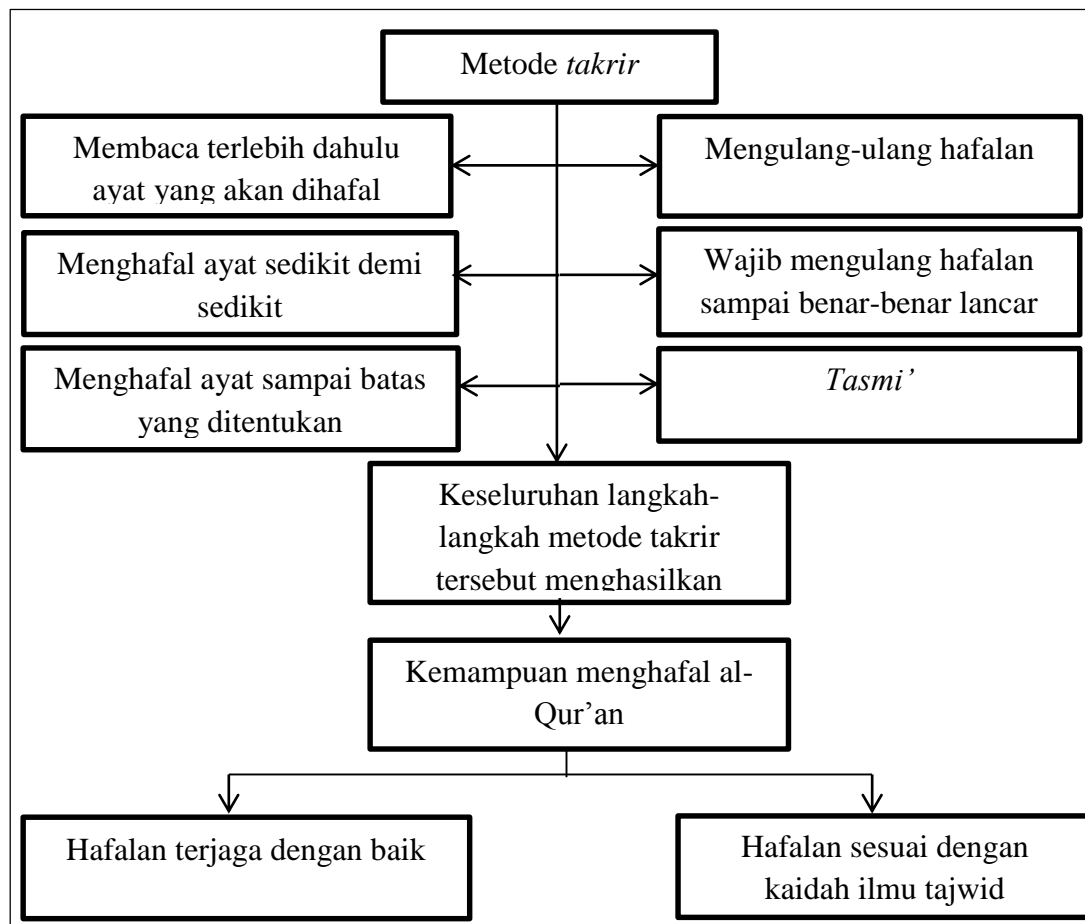 Metode takrir
Membaca terlebih dahulu
ayat yang akan dihafal
Mengulang-ulang hafalan
Menghafal ayat sedikit demi
sedikit
Wajib mengulang hafalan
sampai benar-benar lancar
Menghafal ayat sampai batas
yang ditentukan
Tasmi’
Keseluruhan langkah-
langkah metode takrir
tersebut menghasilkan
Kemampuan menghafal al-
Qur’an
Hafalan terjaga dengan baik
Hafalan sesuai dengan
kaidah ilmu tajwid